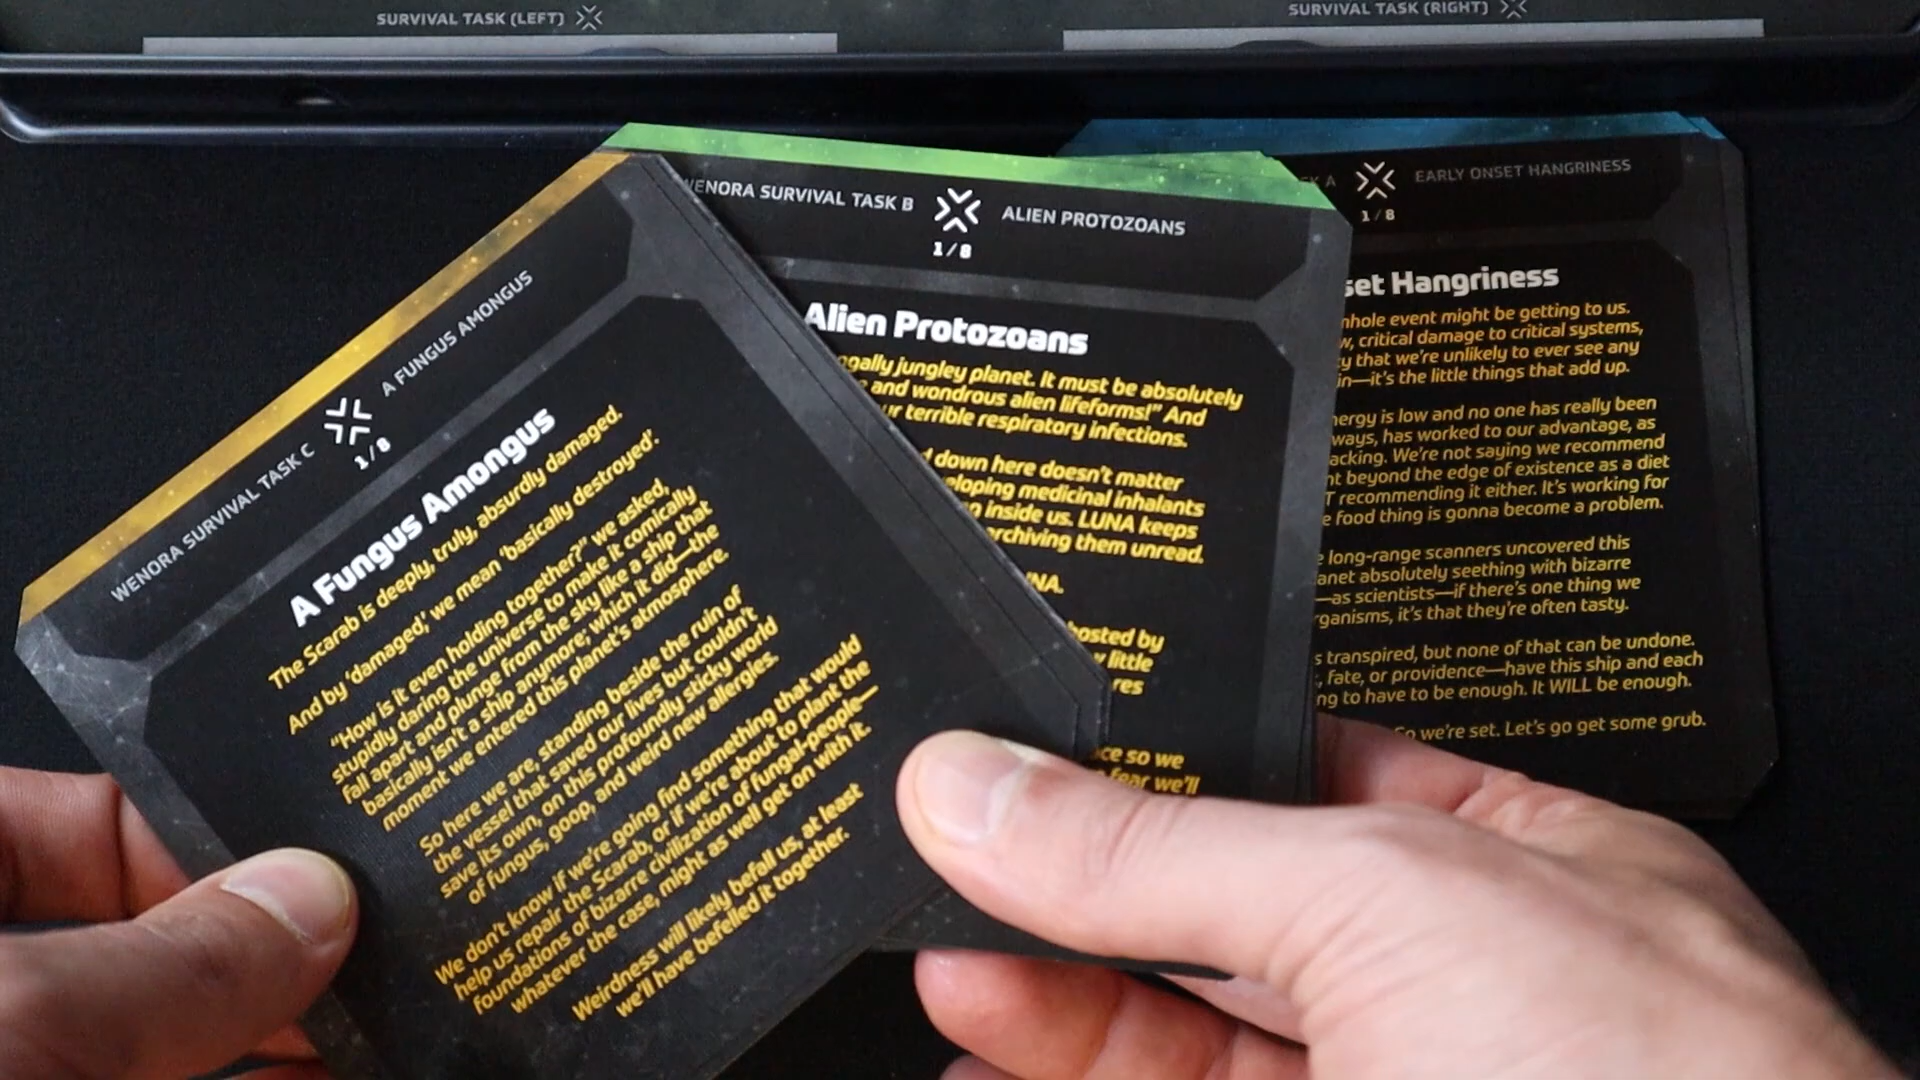 SURVIVAL TASK (LEFT)
SURVIVAL TASK (RIGHT)
WENORA SURVIVAL TASK C
A FUNGUS AMONGUS
1/8
A Fungus Amongus
The Scarab is deeply, truly, absurdly damaged.
And by 'damaged,' we mean 'basically destroyed'.
"How is it even holding together?" we asked,
stupidly daring the universe to make it comically
fall apart and plunge from the sky like a ship that
basically isn't a ship anymore; which it did—the
moment we entered this planet's atmosphere.
So here we are, standing beside the ruin of
the vessel that saved our lives but couldn't
save its own, on this profoundly sticky world
of fungus, goop, and weird new allergies.
We don't know if we're going find something that would
help us repair the Scarab, or if we're about to plant the
foundations of bizarre civilization of fungal-people—
whatever the case, might as well get on with it.
Weirdness will likely befall us, at least
we'll have befelled it together.
WENORA SURVIVAL TASK B
ALIEN PROTOZOANS
1/8
Alien Protozoans
jungley planet. It must be absolutely
and wondrous alien lifeforms!" And
terrible respiratory infections.
down here doesn't matter
medicinal inhalants
inside us. LUNA keeps
them unread.
hosted by
little
so we
fear we'll
A
EARLY ONSET HANGRINESS
1/8
Hangriness
event might be getting to us.
critical damage to critical systems,
that we're unlikely to ever see any
it's the little things that add up.
is low and no one has really been
has worked to our advantage, as
We're not saying we recommend
beyond the edge of existence as a diet
recommending it either. It's working for
food thing is gonna become a problem.
long-range scanners uncovered this
absolutely seething with bizarre
—as scientists—if there's one thing we
it's that they're often tasty.
transpired, but none of that can be undone.
fate, or providence—have this ship and each
to have to be enough. It WILL be enough.
So we're set. Let's go get some grub.